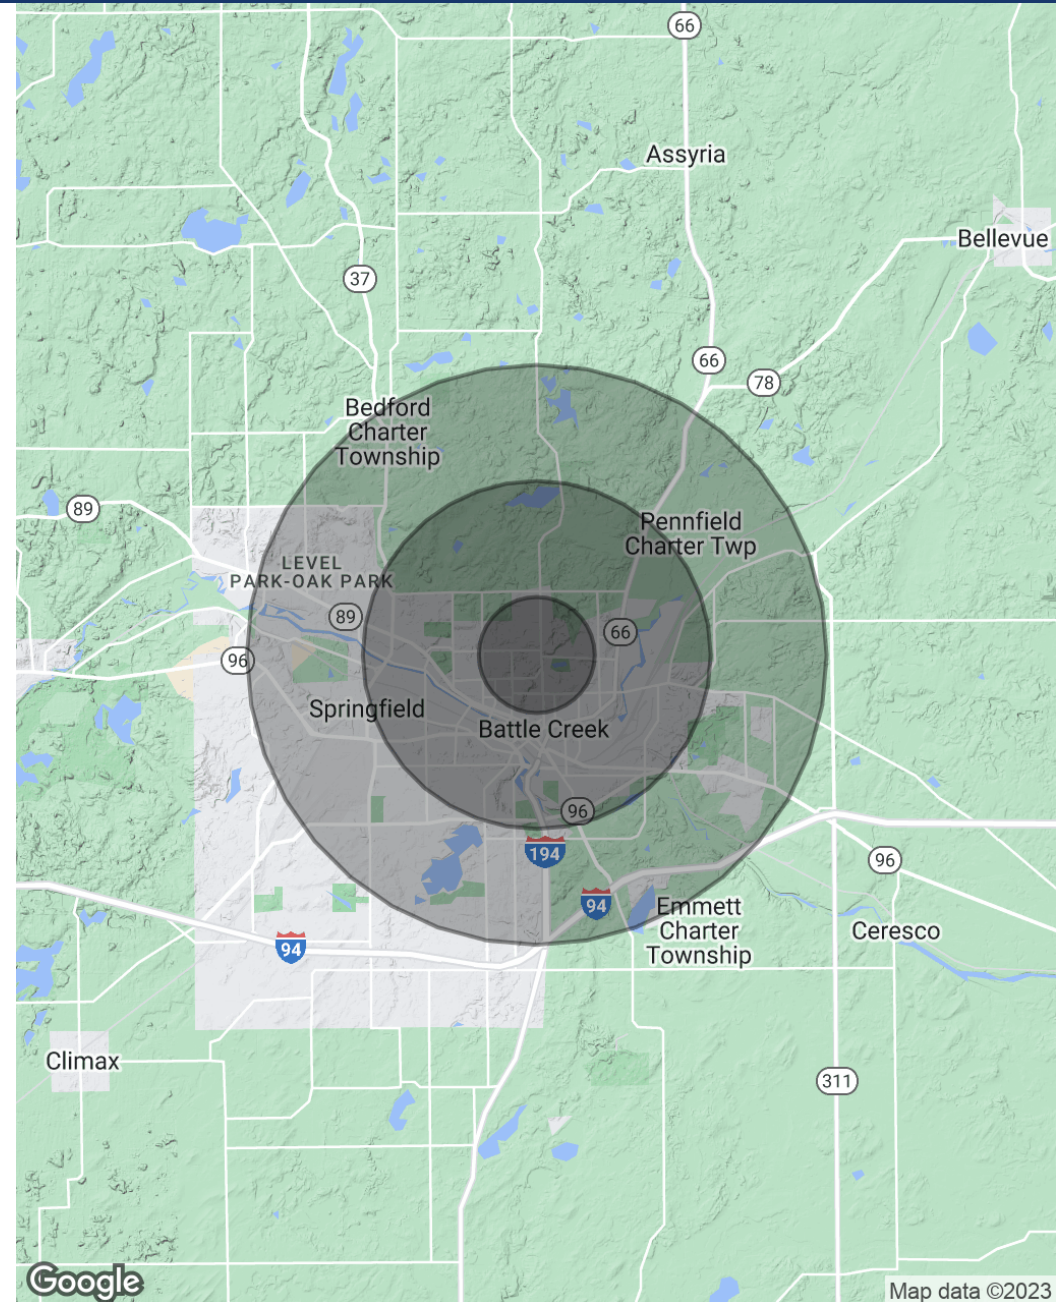 66
Assyria
Bellevue
37
66
78
Bedford
Charter
Township
89
Pennfield
Charter Twp
LEVEL
PARK-OAK PARK
89
66
96
Springfield
Battle Creek
96
194
96
94
Emmett
Charter
Township
Ceresco
94
Climax
311
Google
Map data ©2023